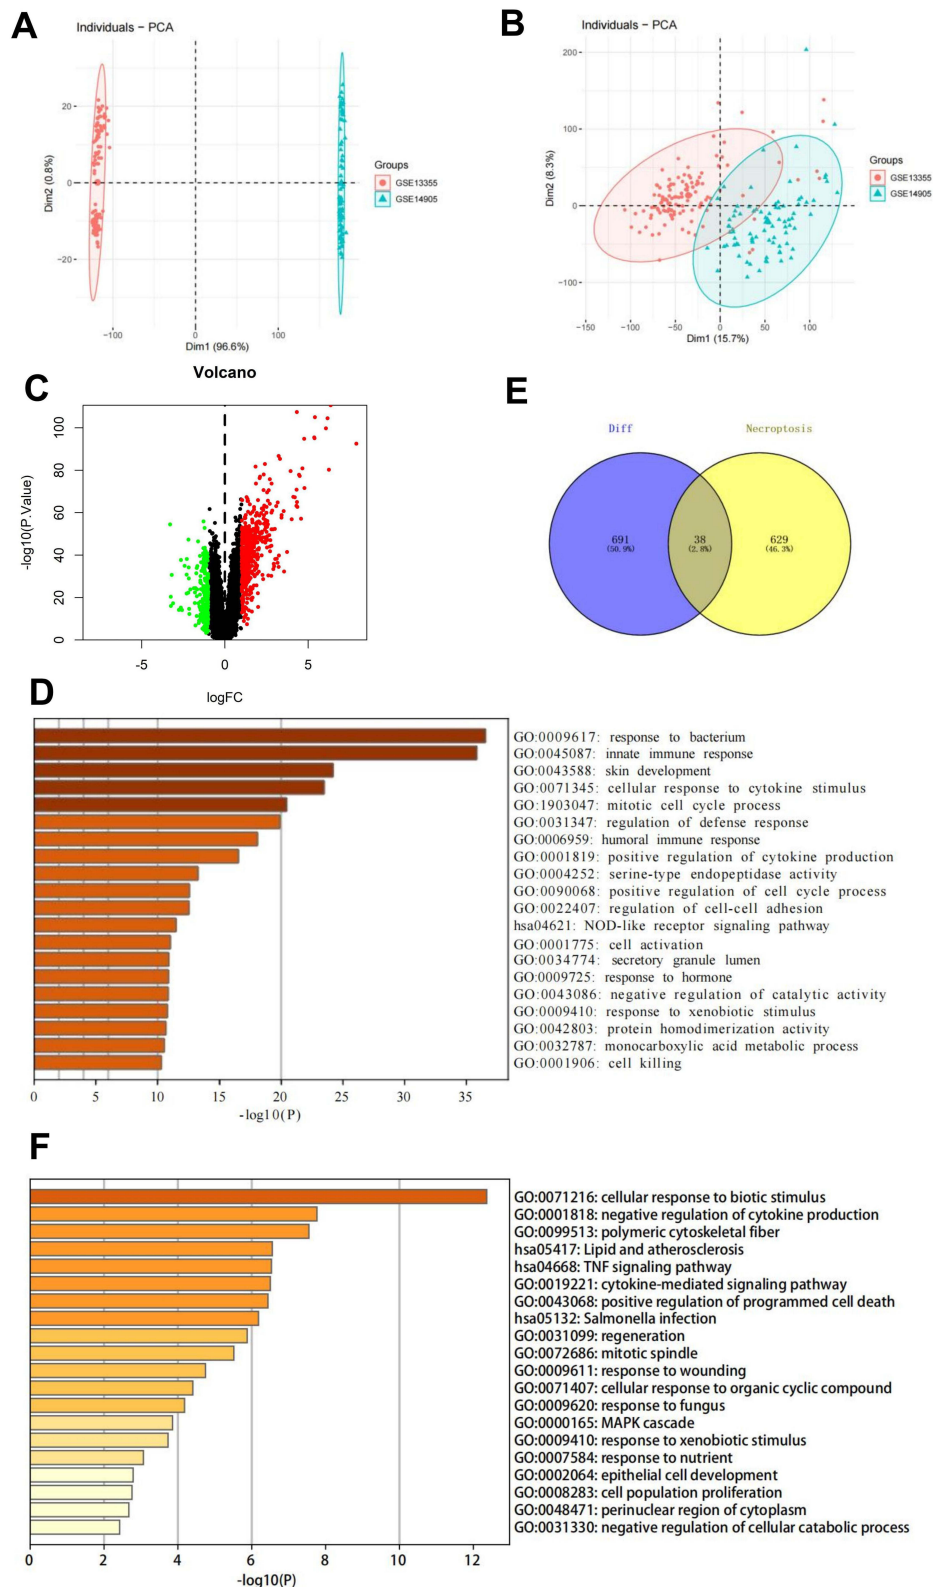 A
Individuals − PCA
20
0
−20
Dim2 (0.8%)
−100
0
100
Dim1 (96.6%)
Groups
GSE13355
GSE14905
B
Individuals − PCA
200
100
0
−100
Dim2 (8.3%)
−150
−100
−50
0
50
100
Dim1 (15.7%)
Groups
GSE13355
GSE14905
C
Volcano
100
80
60
40
20
0
-log10(P.Value)
-5
0
5
logFC
E
Diff
Necroptosis
691
(50.9%)
38
(2.8%)
629
(46.3%)
D
GO:0009617: response to bacterium
GO:0045087: innate immune response
GO:0043588: skin development
GO:0071345: cellular response to cytokine stimulus
GO:1903047: mitotic cell cycle process
GO:0031347: regulation of defense response
GO:0006959: humoral immune response
GO:0001819: positive regulation of cytokine production
GO:0004252: serine-type endopeptidase activity
GO:0090068: positive regulation of cell cycle process
GO:0022407: regulation of cell-cell adhesion
hsa04621: NOD-like receptor signaling pathway
GO:0001775: cell activation
GO:0034774: secretory granule lumen
GO:0009725: response to hormone
GO:0043086: negative regulation of catalytic activity
GO:0009410: response to xenobiotic stimulus
GO:0042803: protein homodimerization activity
GO:0032787: monocarboxylic acid metabolic process
GO:0001906: cell killing
0 5 10 15 20 25 30 35
-log10(P)
F
GO:0071216: cellular response to biotic stimulus
GO:0001818: negative regulation of cytokine production
GO:0099513: polymeric cytoskeletal fiber
hsa05417: Lipid and atherosclerosis
hsa04668: TNF signaling pathway
GO:0019221: cytokine-mediated signaling pathway
GO:0043068: positive regulation of programmed cell death
hsa05132: Salmonella infection
GO:0031099: regeneration
GO:0072686: mitotic spindle
GO:0009611: response to wounding
GO:0071407: cellular response to organic cyclic compound
GO:0009620: response to fungus
GO:0000165: MAPK cascade
GO:0009410: response to xenobiotic stimulus
GO:0007584: response to nutrient
GO:0002064: epithelial cell development
GO:0008283: cell population proliferation
GO:0048471: perinuclear region of cytoplasm
GO:0031330: negative regulation of cellular catabolic process
0 2 4 6 8 10 12
-log10(P)